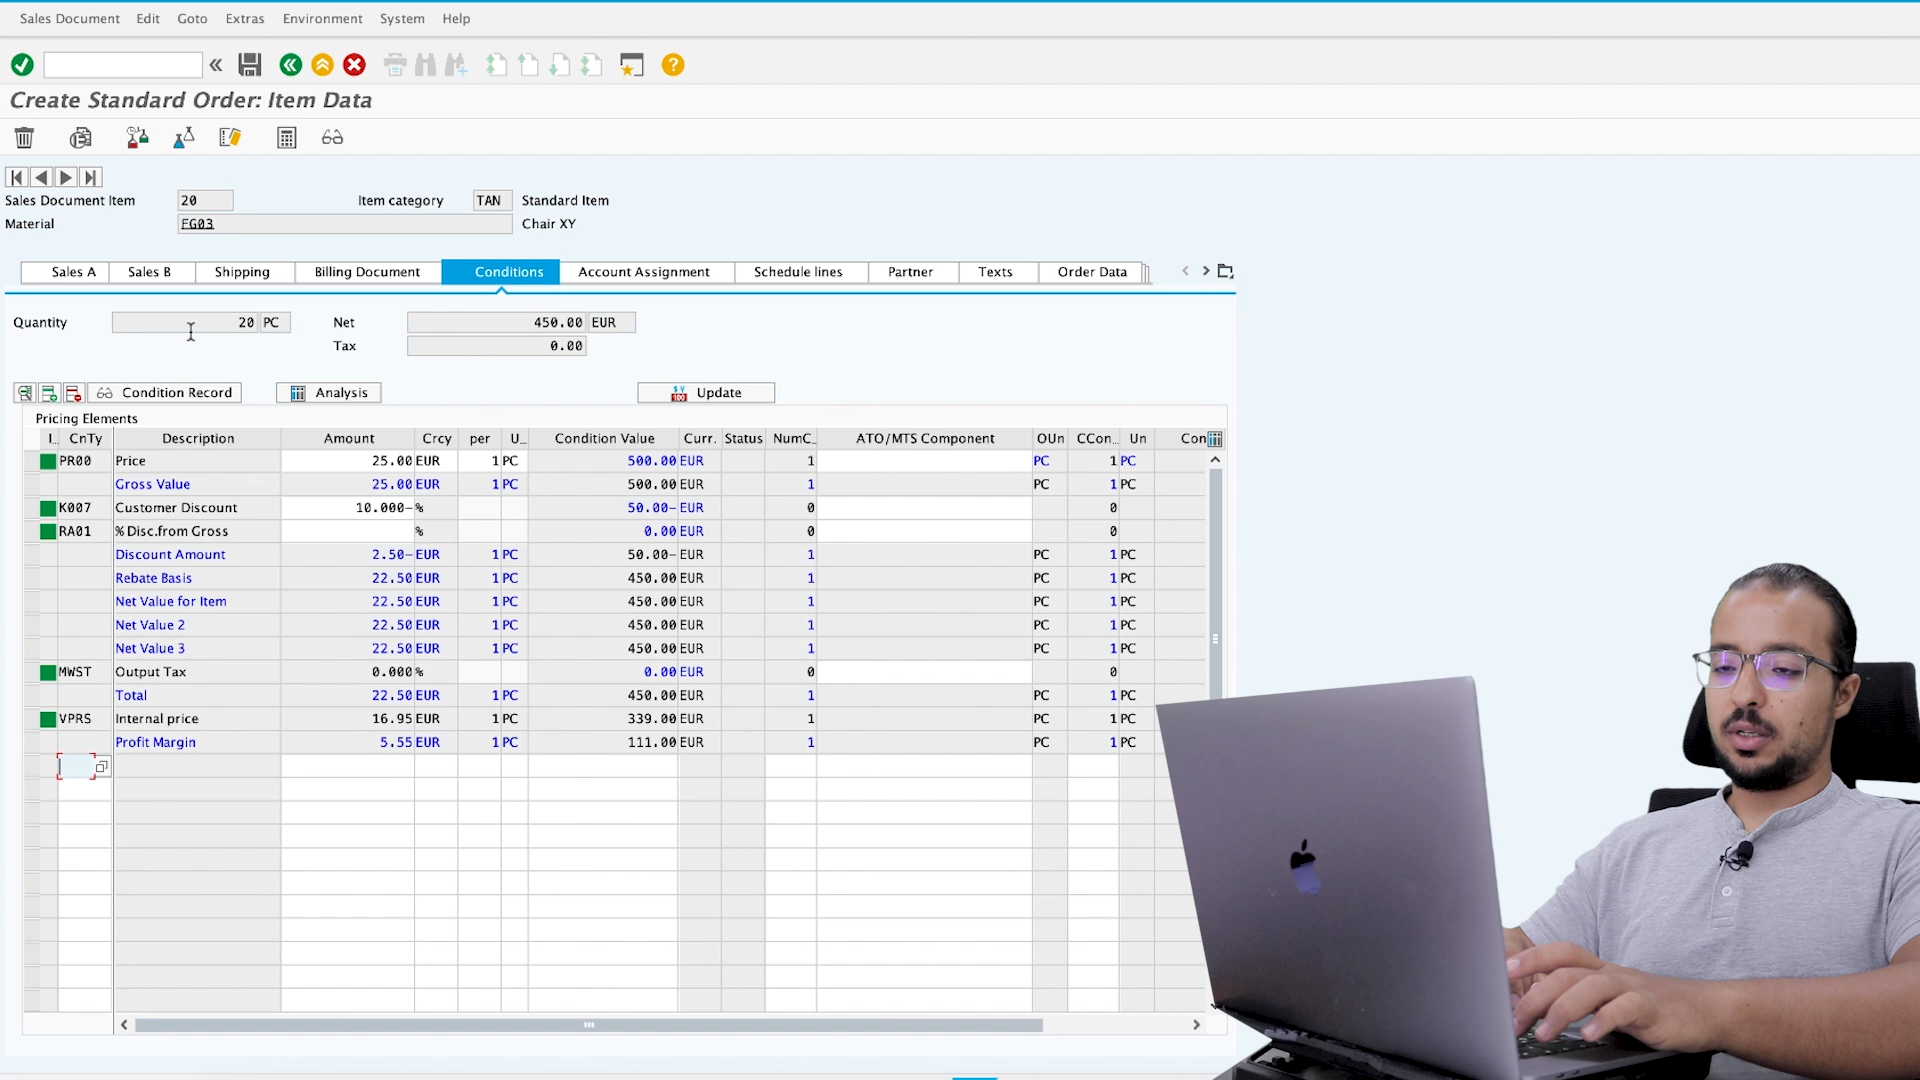 Sales Document Edit Goto Extras Environment System Help
Create Standard Order: Item Data
Sales Document Item 20 Item category TAN Standard Item
Material FG03 Chair XY
Sales A Sales B Shipping Billing Document Conditions Account Assignment Schedule lines Partner Texts Order Data
Quantity 20 PC Net 450.00 EUR
Tax 0.00
Condition Record Analysis Update
Pricing Elements
I.. CnTy Description Amount Crcy per U_ Condition Value Curr. Status NumC_ ATO/MTS Component OUn CCon... Un Con
PR00 Price 25.00 EUR 1 PC 500.00 EUR 1 PC 1 PC
Gross Value 25.00 EUR 1 PC 500.00 EUR 1 PC 1 PC
K007 Customer Discount 10.000- % 50.00- EUR 0 0
RA01 % Disc.from Gross % 0.00 EUR 0 0
Discount Amount 2.50- EUR 1 PC 50.00- EUR 1 PC 1 PC
Rebate Basis 22.50 EUR 1 PC 450.00 EUR 1 PC 1 PC
Net Value for Item 22.50 EUR 1 PC 450.00 EUR 1 PC 1 PC
Net Value 2 22.50 EUR 1 PC 450.00 EUR 1 PC 1 PC
Net Value 3 22.50 EUR 1 PC 450.00 EUR 1 PC 1 PC
MWST Output Tax 0.000 % 0.00 EUR 0 0
Total 22.50 EUR 1 PC 450.00 EUR 1 PC 1 PC
VPRS Internal price 16.95 EUR 1 PC 339.00 EUR 1 PC 1 PC
Profit Margin 5.55 EUR 1 PC 111.00 EUR 1 PC 1 PC